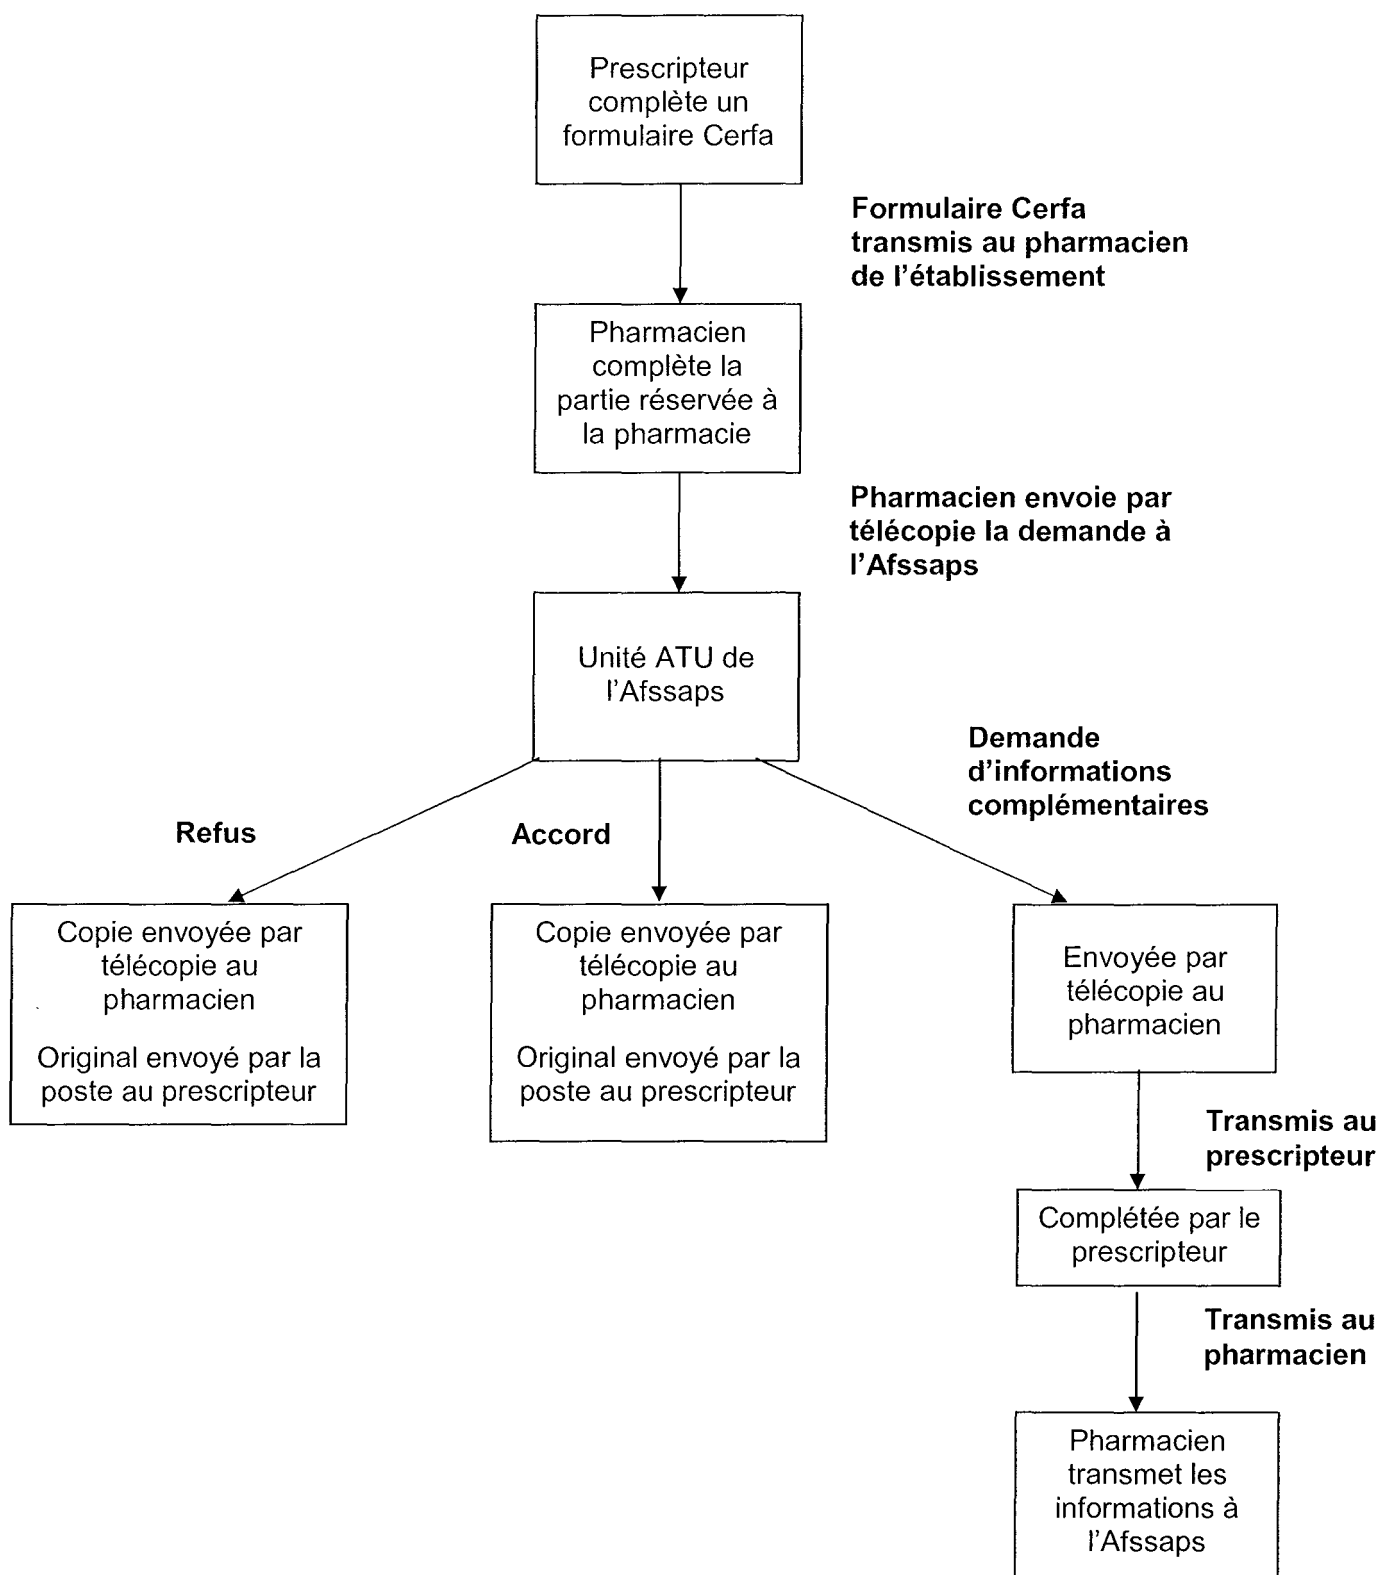 Prescripteur
complète un
formulaire Cerfa
Formulaire Cerfa
transmis au pharmacien
de l'établissement
Pharmacien
complète la
partie réservée à
la pharmacie
Pharmacien envoie par
télécopie la demande à
l'Afssaps
Unité ATU de
l'Afssaps
Demande
d'informations
complémentaires
Refus
Accord
Copie envoyée par
télécopie au
pharmacien
Original envoyé par la
poste au prescripteur
Copie envoyée par
télécopie au
pharmacien
Original envoyé par la
poste au prescripteur
Envoyée par
télécopie au
pharmacien
Transmis au
prescripteur
Complétée par le
prescripteur
Transmis au
pharmacien
Pharmacien
transmet les
informations à
l'Afssaps